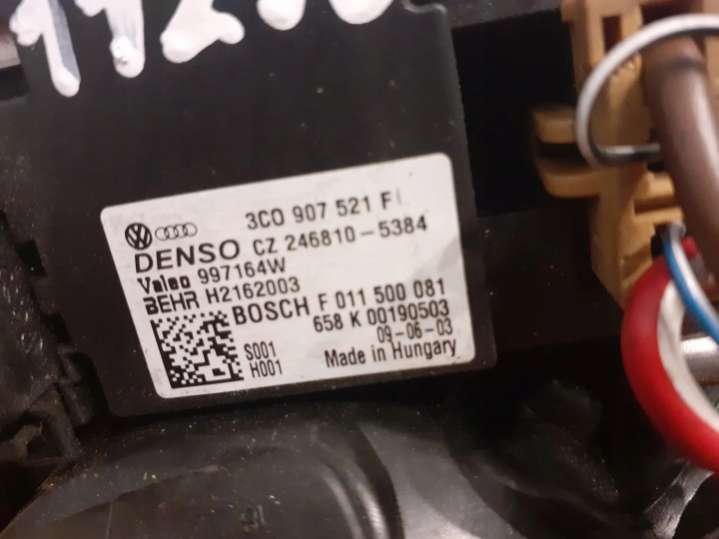 3C0 907 521 F
DENSO CZ 246810-5384
Valeo 997164W
BEHR H2162003
BOSCH F 011 500 081
658 K 00190503
09-06-03
S001
H001
Made in Hungary